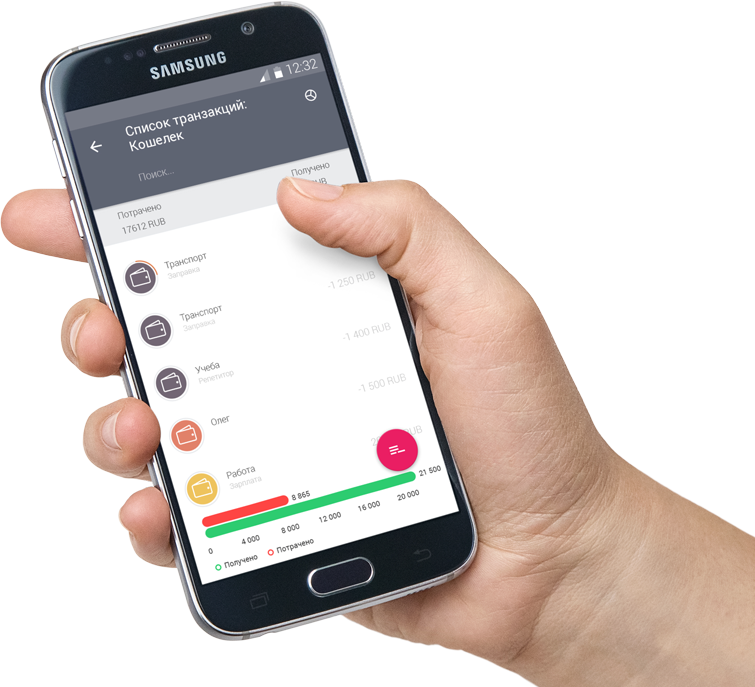 SAMSUNG
12:32
Список транзакций:
Кошелек
Поиск...
Получено
RUB
Потрачено
17612 RUB
Транспорт
Заправка
-1 250 RUB
Транспорт
Заправка
-1 400 RUB
Учеба
Репетитор
-1 500 RUB
Олег
RUB
Работа
Зарплата
8 865
21 500
0
4 000
8 000
12 000
16 000
20 000
Получено
Потрачено